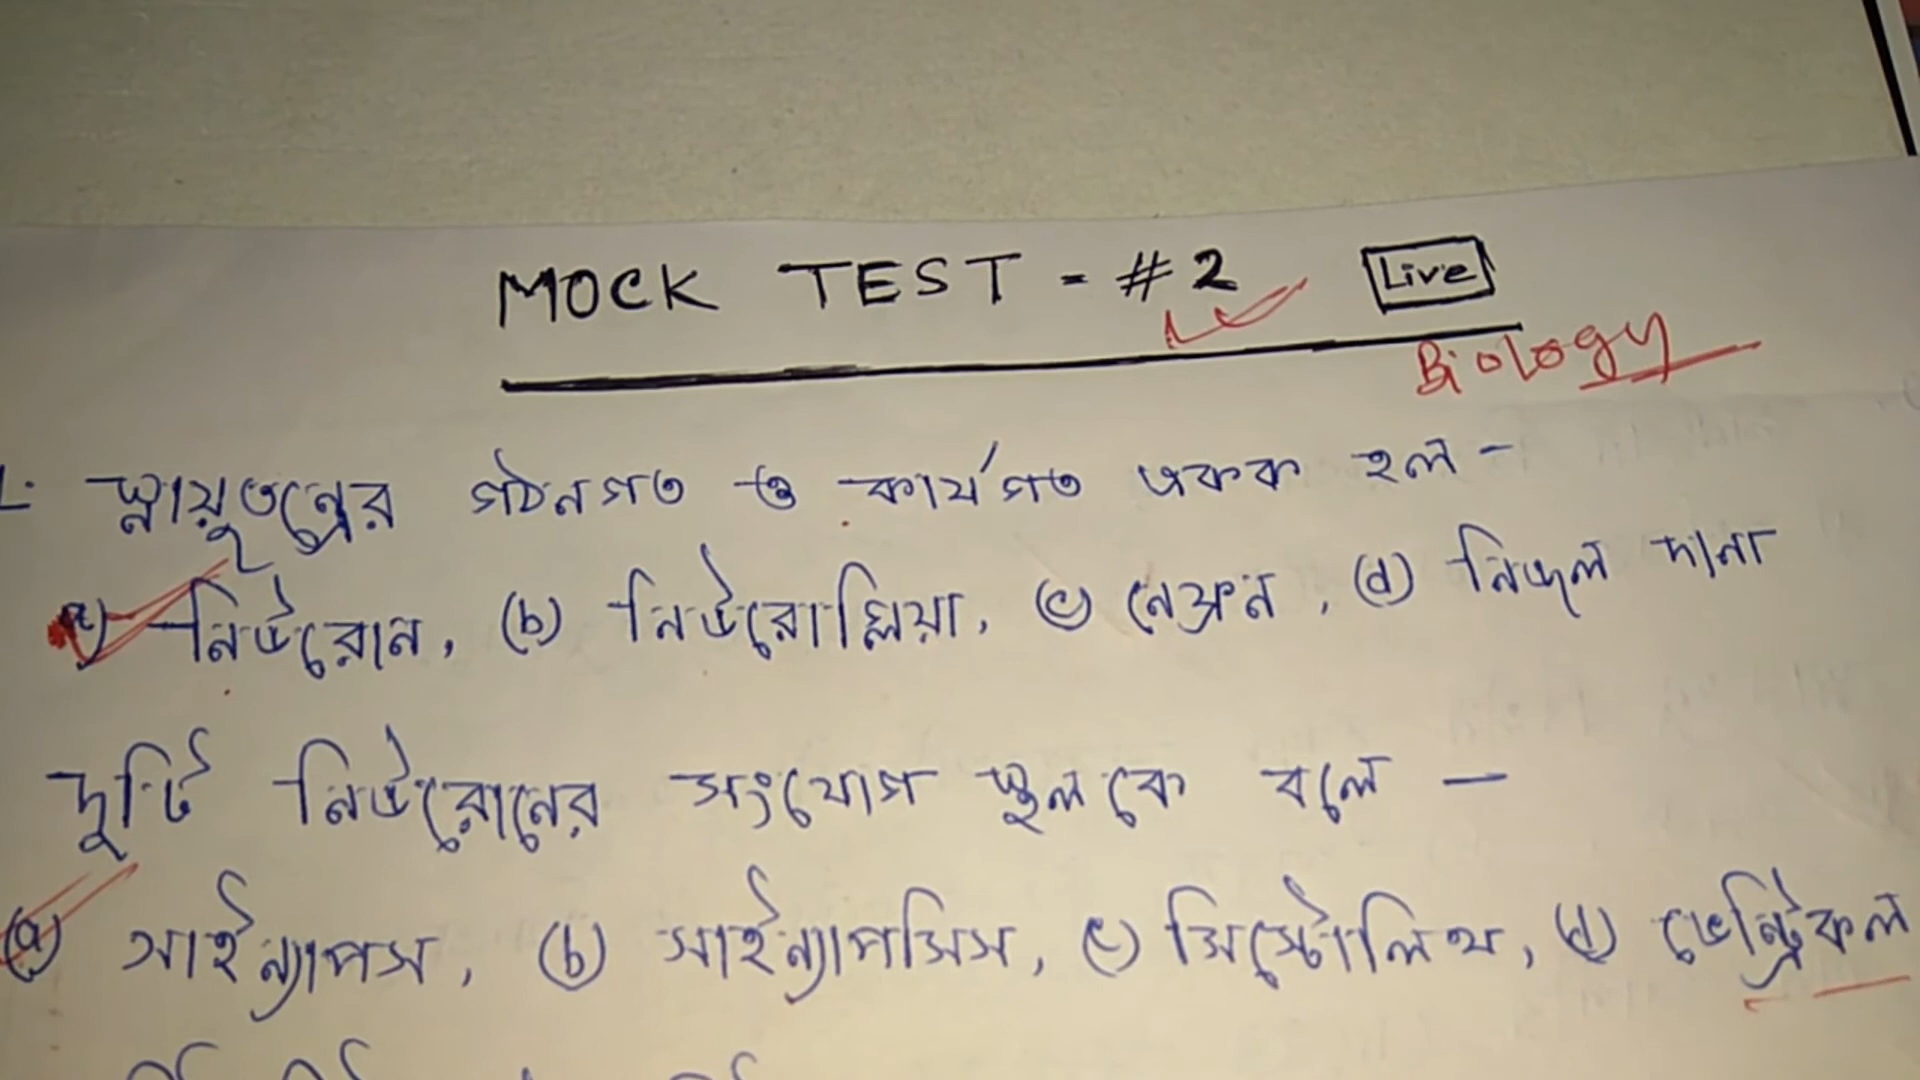 MOCK TEST - #2 Live
Biology
1. স্নায়ুতন্ত্রের গঠনগত ও কার্যগত একক হল -
(a) নিউরোন, (b) নিউরোগ্লিয়া, (c) নেফ্রন, (d) নিজল দানা
দুটি নিউরোনের সংযোগ স্থলকে বলে —
(a) সাইন্যাপস, (b) সাইন্যাপসিস, (c) সিস্টোলিথ, (d) ভেন্ট্রিকল